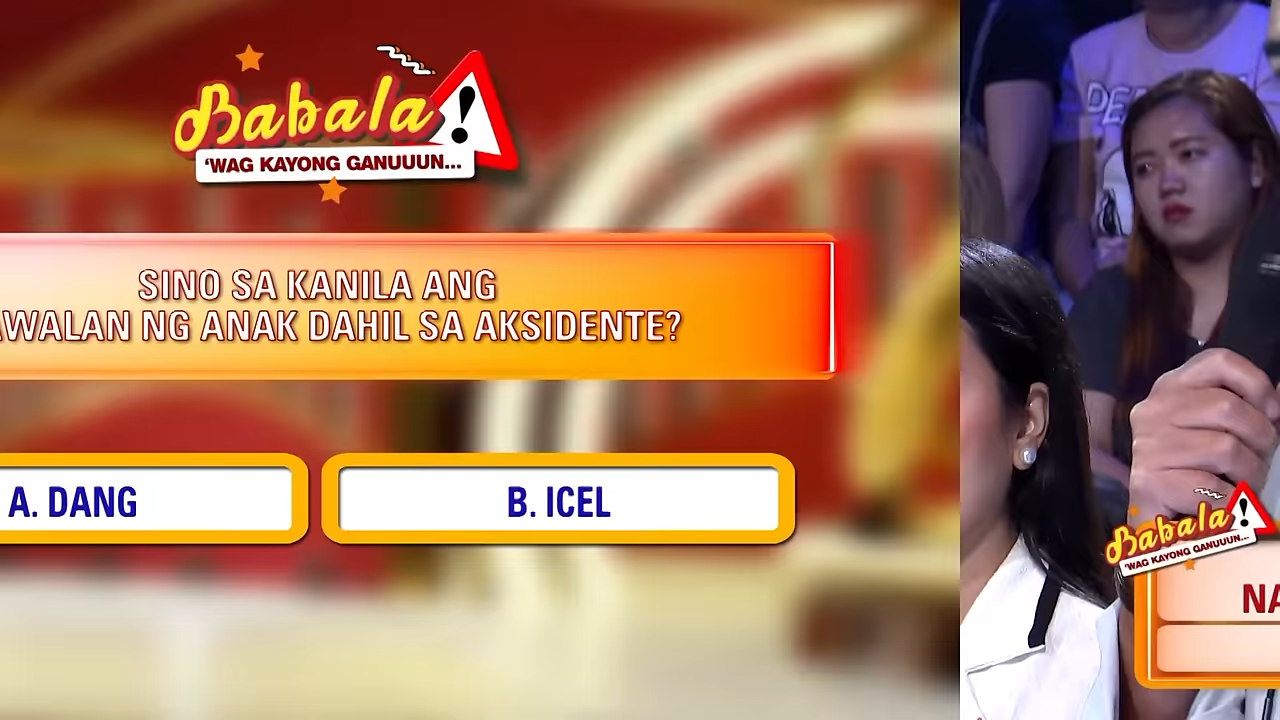 Babala!
'WAG KAYONG GANUUUN...
SINO SA KANILA ANG
AWALAN NG ANAK DAHIL SA AKSIDENTE?
A. DANG
B. ICEL
Babala!
'WAG KAYONG GANUUUN...
NA